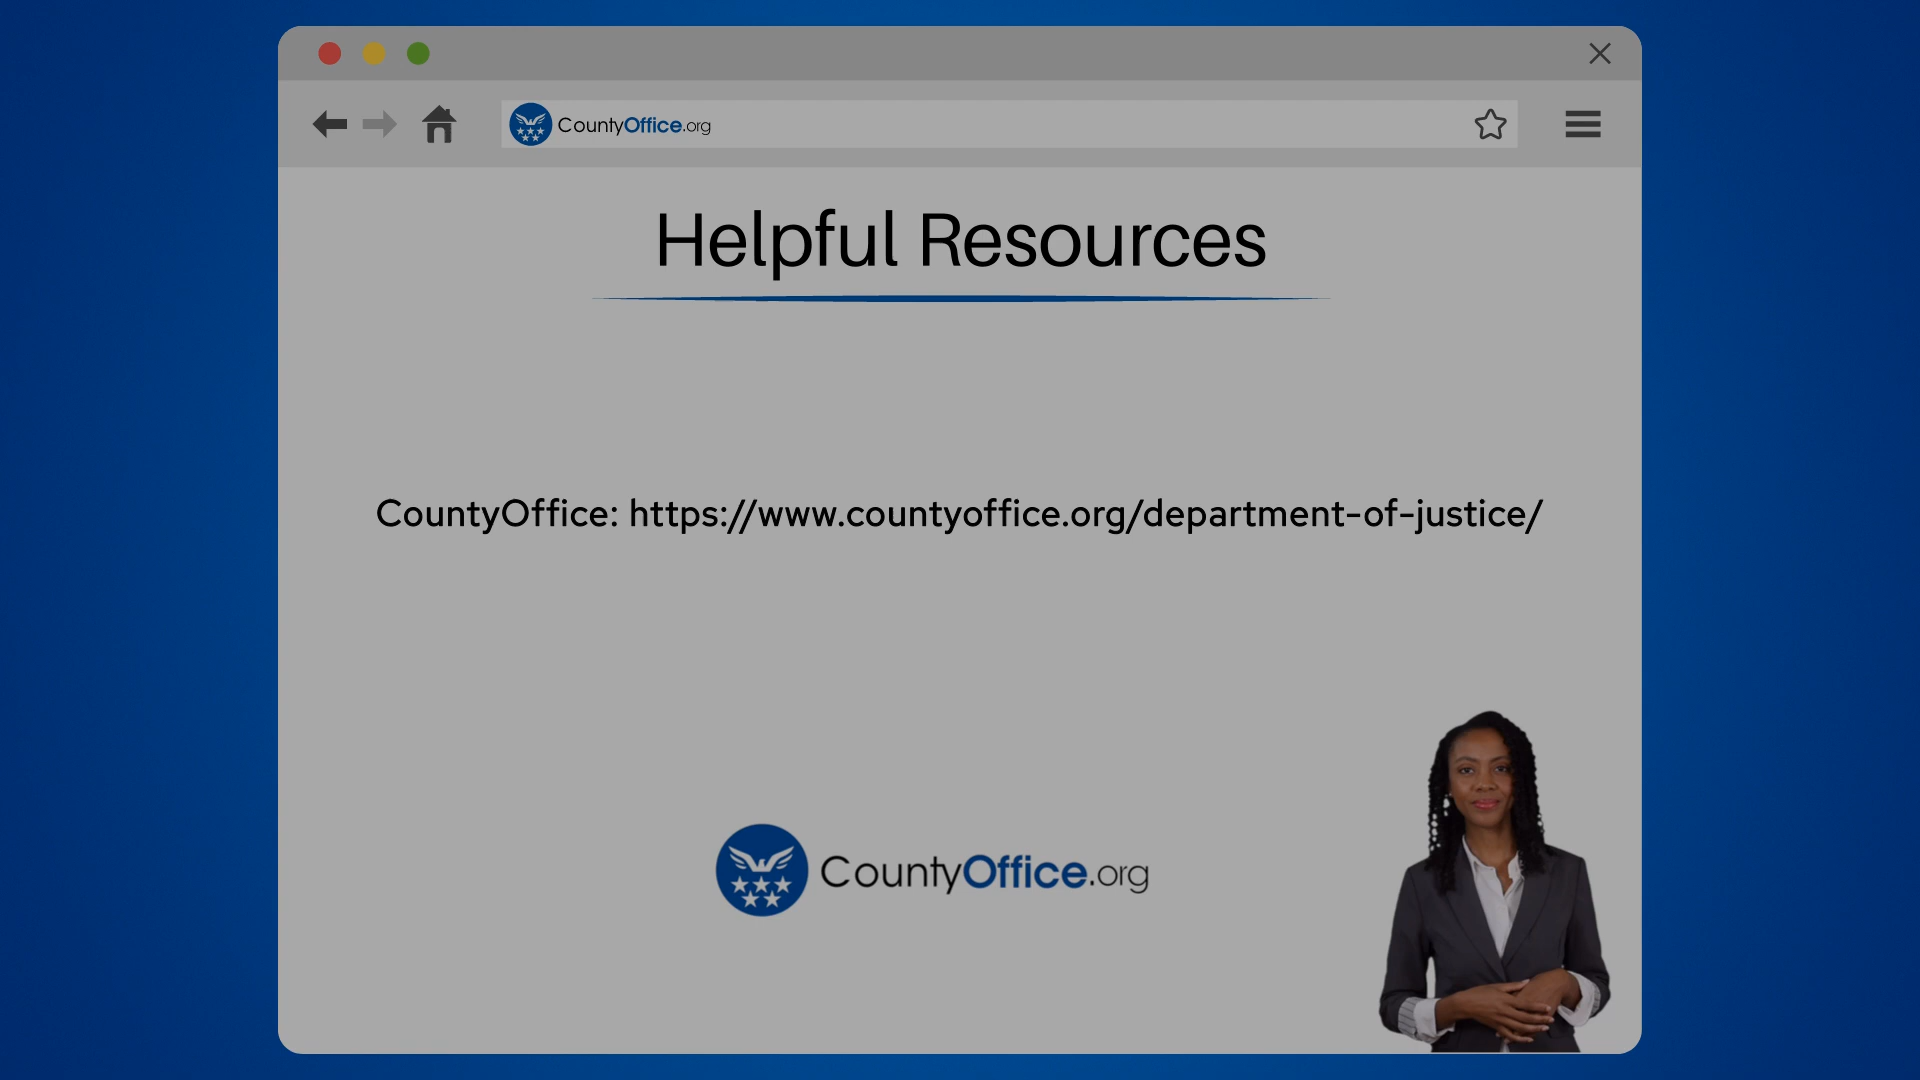 CountyOffice.org
Helpful Resources
CountyOffice: https://www.countyoffice.org/department-of-justice/
CountyOffice.org